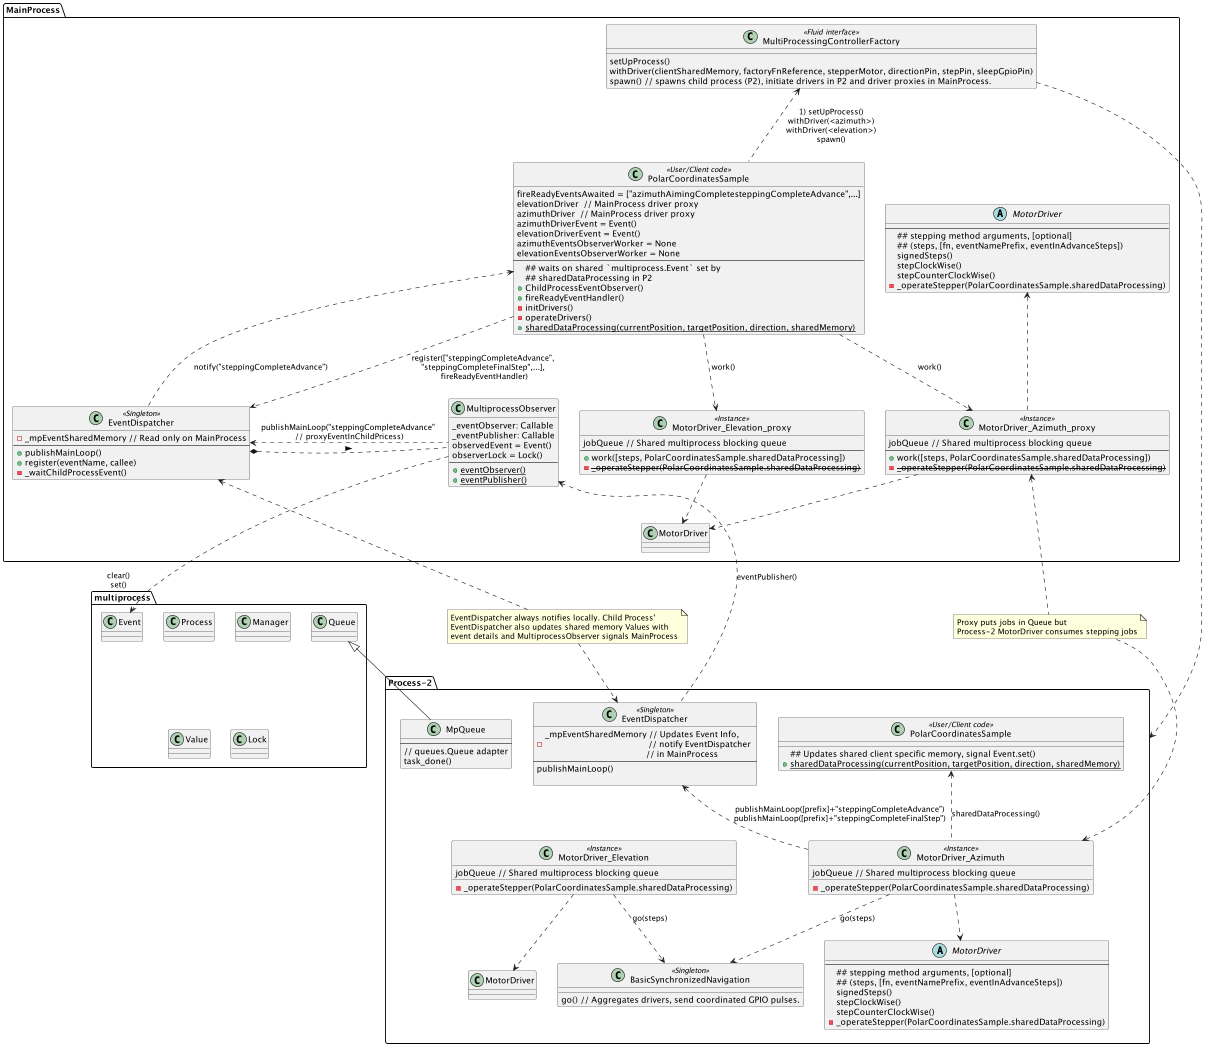 MainProcess
«Fluid interface»
C MultiProcessingControllerFactory
setUpProcess()
withDriver(clientSharedMemory, factoryFnReference, stepperMotor, directionPin, stepPin, sleepGpioPin)
spawn() // spawns child process (P2), initiate drivers in P2 and driver proxies in MainProcess.
1) setUpProcess()
withDriver(<azimuth>)
withDriver(<elevation>)
spawn()
«User/Client code»
C PolarCoordinatesSample
fireReadyEventsAwaited = ["azimuthAimingCompletesteppingCompleteAdvance",...]
elevationDriver // MainProcess driver proxy
azimuthDriver // MainProcess driver proxy
azimuthDriverEvent = Event()
elevationDriverEvent = Event()
azimuthEventsObserverWorker = None
elevationEventsObserverWorker = None
## waits on shared `multiprocess.Event` set by
## sharedDataProcessing in P2
ChildProcessEventObserver()
fireReadyEventHandler()
initDrivers()
operateDrivers()
sharedDataProcessing(currentPosition, targetPosition, direction, sharedMemory)
A MotorDriver
## stepping method arguments, [optional]
## (steps, [fn, eventNamePrefix, eventInAdvanceSteps])
signedSteps()
stepClockWise()
stepCounterClockWise()
_operateStepper(PolarCoordinatesSample.sharedDataProcessing)
notify("steppingCompleteAdvance")
register(["steppingCompleteAdvance",
"steppingCompleteFinalStep",...],
fireReadyEventHandler)
work()
work()
«Singleton»
C EventDispatcher
_mpEventSharedMemory // Read only on MainProcess
publishMainLoop()
register(eventName, callee)
_waitChildProcessEvent()
publishMainLoop("steppingCompleteAdvance"
// proxyEventInChildPricess)
C MultiprocessObserver
_eventObserver: Callable
_eventPublisher: Callable
observedEvent = Event()
observerLock = Lock()
eventObserver()
eventPublisher()
«Instance»
C MotorDriver_Elevation_proxy
jobQueue // Shared multiprocess blocking queue
work([steps, PolarCoordinatesSample.sharedDataProcessing])
_operateStepper(PolarCoordinatesSample.sharedDataProcessing)
«Instance»
C MotorDriver_Azimuth_proxy
jobQueue // Shared multiprocess blocking queue
work([steps, PolarCoordinatesSample.sharedDataProcessing])
_operateStepper(PolarCoordinatesSample.sharedDataProcessing)
C MotorDriver
clear()
set()
eventPublisher()
multiprocess
C Event
C Process
C Manager
C Queue
C Value
C Lock
EventDispatcher always notifies locally. Child Process'
EventDispatcher also updates shared memory Values with
event details and MultiprocessObserver signals MainProcess
Proxy puts jobs in Queue but
Process-2 MotorDriver consumes stepping jobs
Process-2
C MpQueue
// queues.Queue adapter
task_done()
«Singleton»
C EventDispatcher
_mpEventSharedMemory // Updates Event Info,
// notify EventDispatcher
// in MainProcess
publishMainLoop()
«User/Client code»
C PolarCoordinatesSample
## Updates shared client specific memory, signal Event.set()
sharedDataProcessing(currentPosition, targetPosition, direction, sharedMemory)
publishMainLoop([prefix]+"steppingCompleteAdvance")
publishMainLoop([prefix]+"steppingCompleteFinalStep")
sharedDataProcessing()
«Instance»
C MotorDriver_Elevation
jobQueue // Shared multiprocess blocking queue
_operateStepper(PolarCoordinatesSample.sharedDataProcessing)
«Instance»
C MotorDriver_Azimuth
jobQueue // Shared multiprocess blocking queue
_operateStepper(PolarCoordinatesSample.sharedDataProcessing)
go(steps)
go(steps)
C MotorDriver
«Singleton»
C BasicSynchronizedNavigation
go() // Aggregates drivers, send coordinated GPIO pulses.
A MotorDriver
## stepping method arguments, [optional]
## (steps, [fn, eventNamePrefix, eventInAdvanceSteps])
signedSteps()
stepClockWise()
stepCounterClockWise()
_operateStepper(PolarCoordinatesSample.sharedDataProcessing)